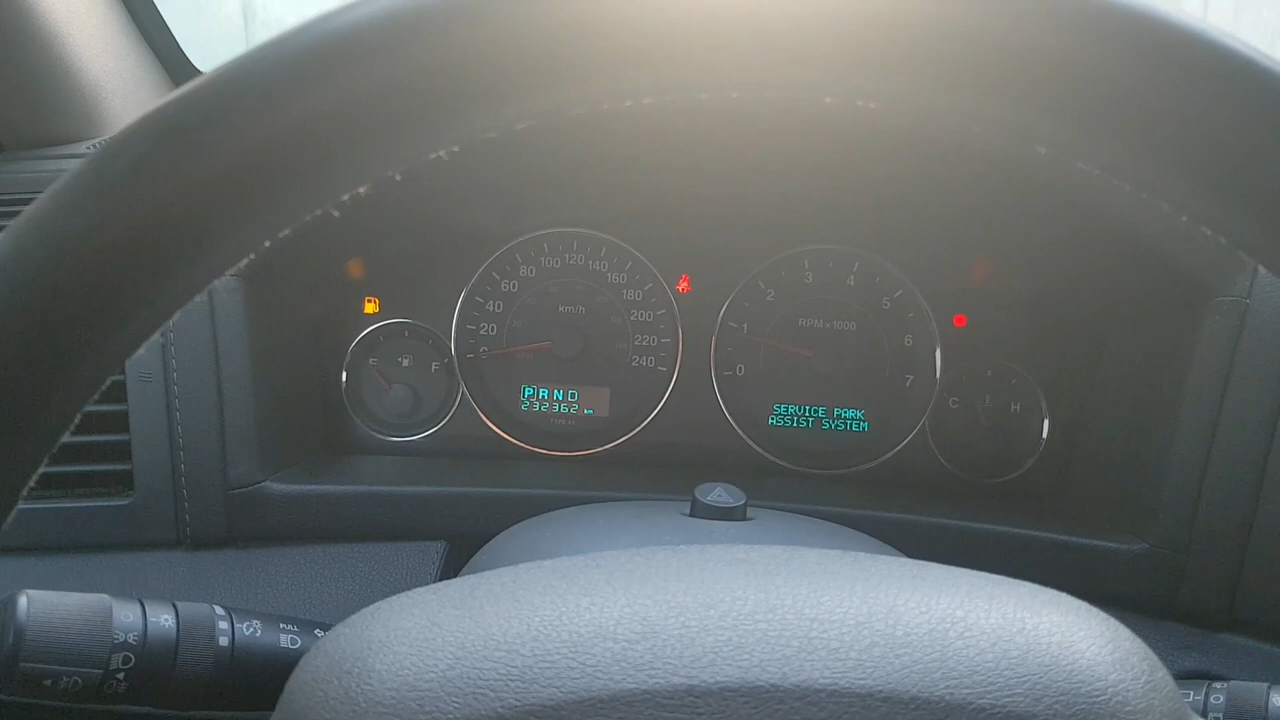 0 20 40 60 80 100 120 140 160 180 200 220 240
km/h
PRND
232362 km
0 1 2 3 4 5 6 7
RPM x 1000
SERVICE PARK
ASSIST SYSTEM
E F
C H
PULL